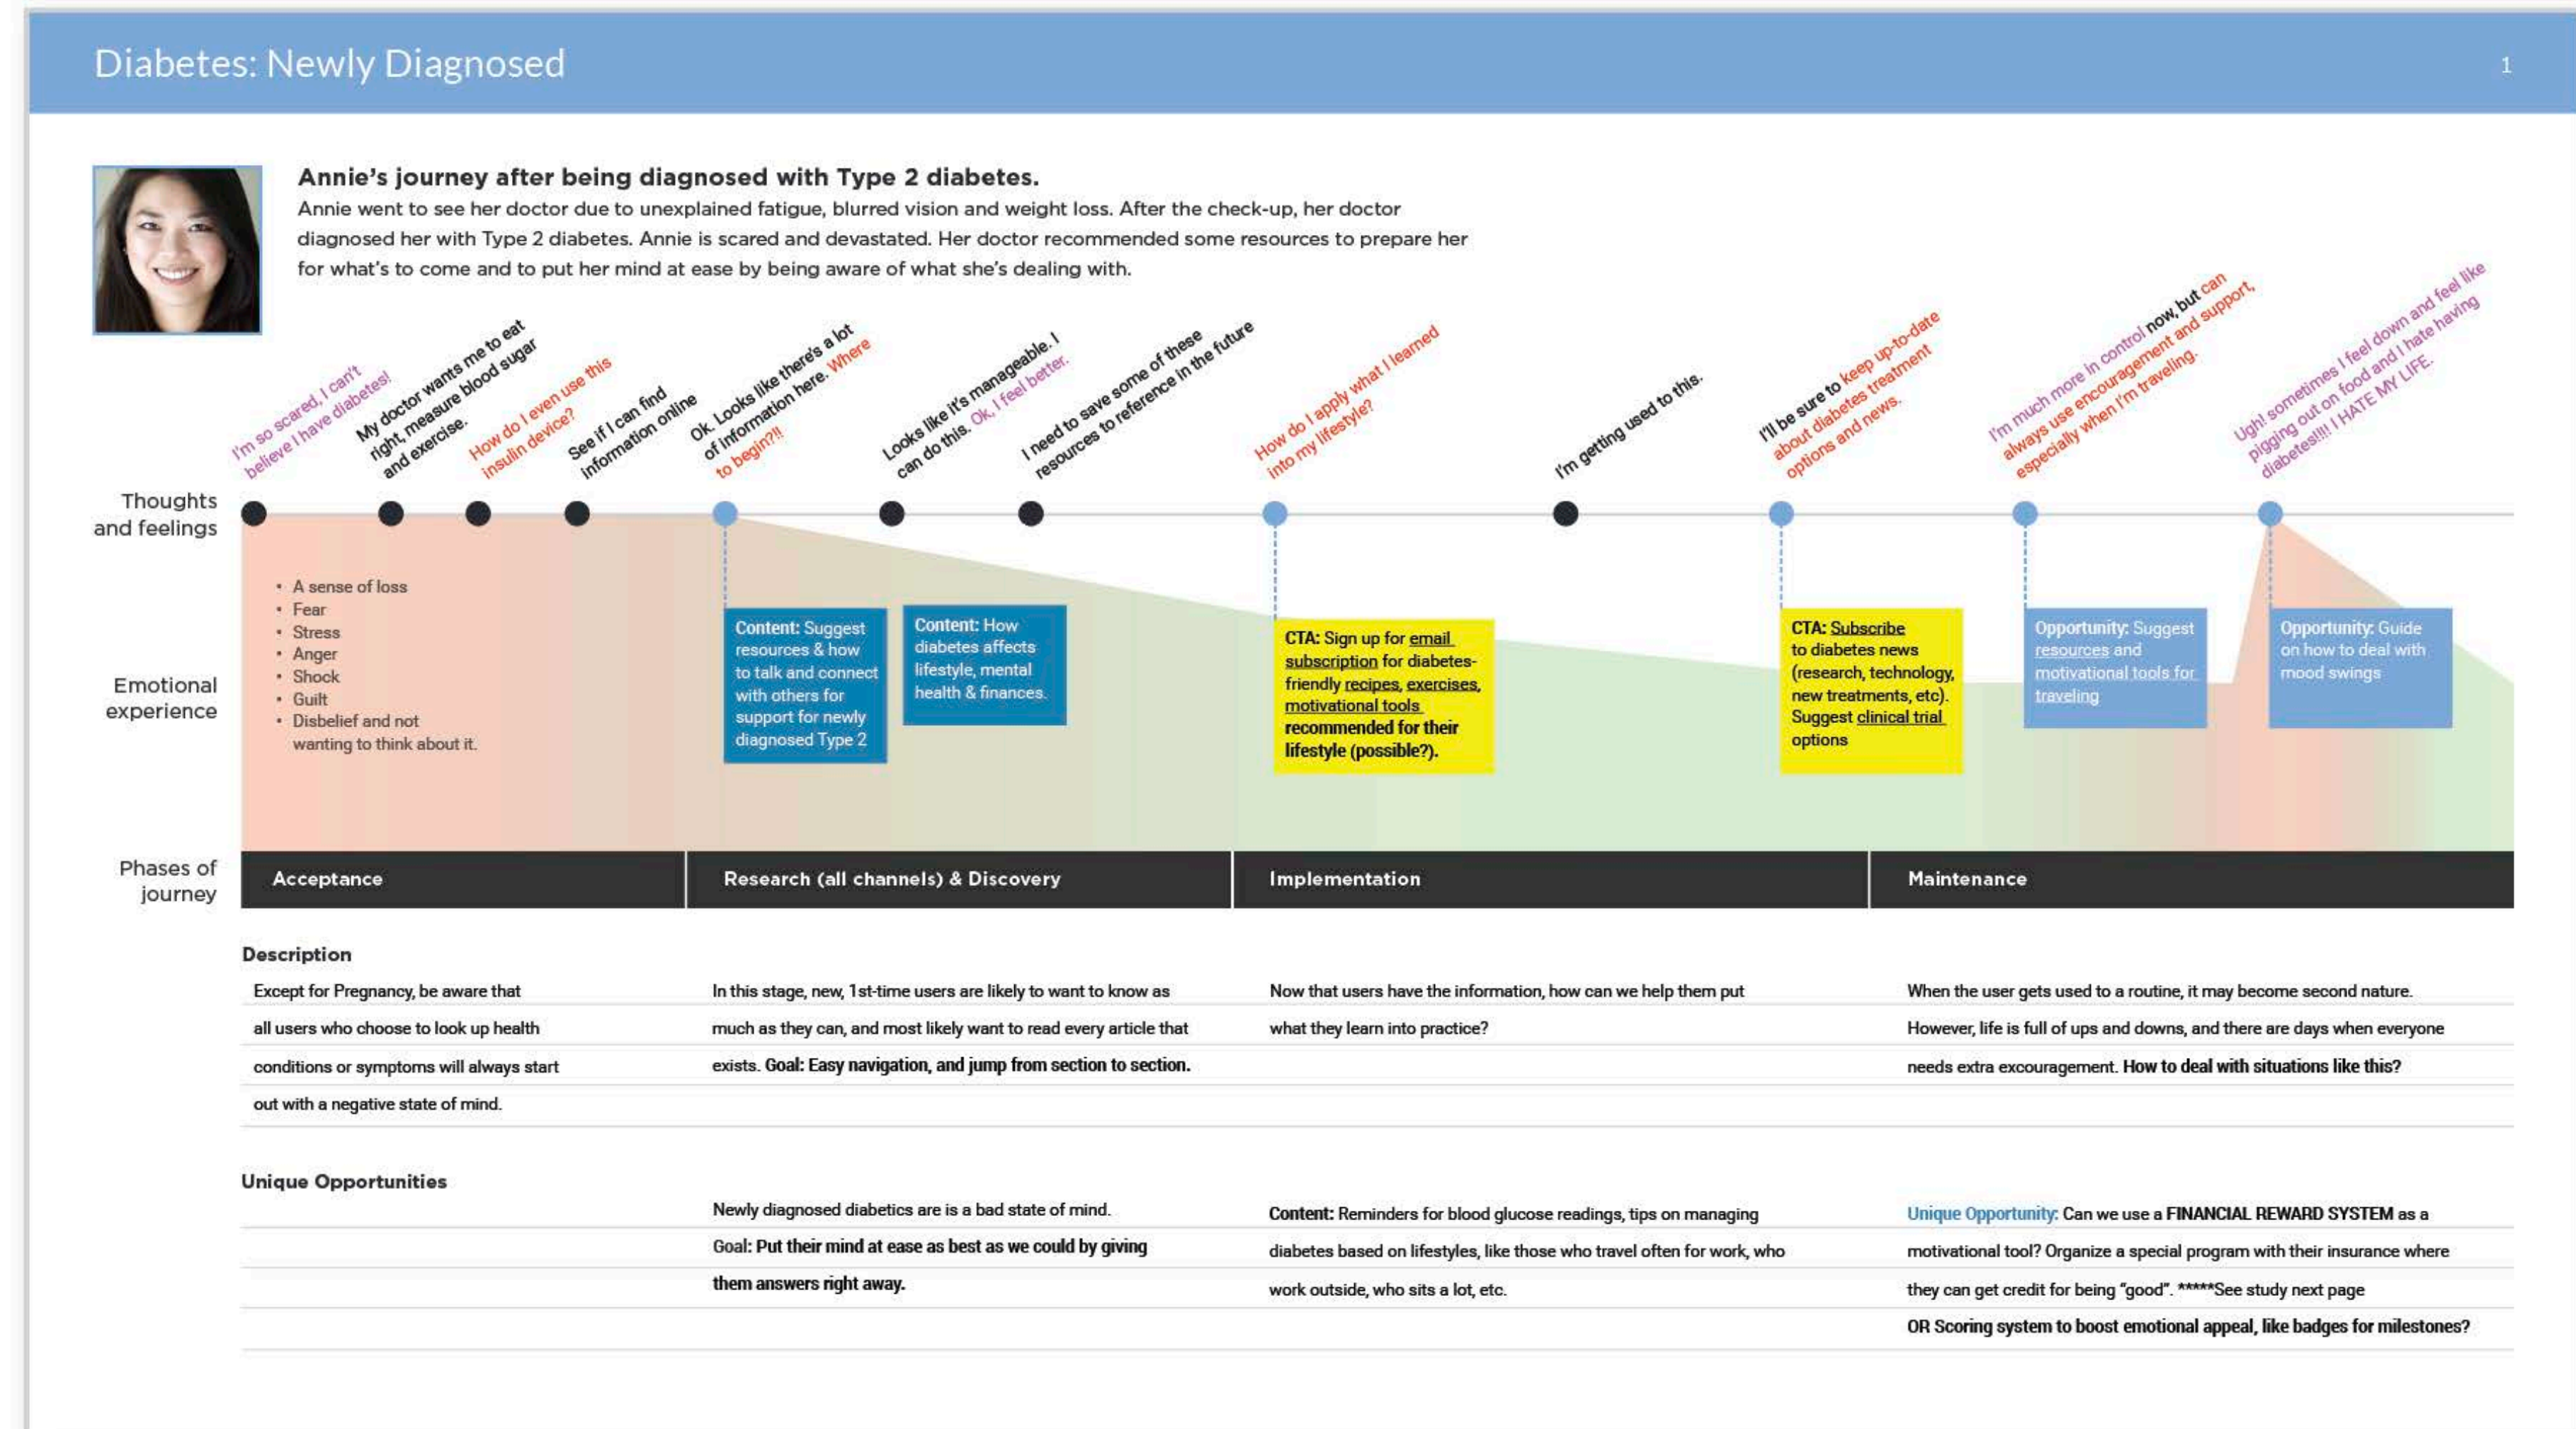 Diabetes: Newly Diagnosed
1
Annie's journey after being diagnosed with Type 2 diabetes.
Annie went to see her doctor due to unexplained fatigue, blurred vision and weight loss. After the check-up, her doctor
diagnosed her with Type 2 diabetes. Annie is scared and devastated. Her doctor recommended some resources to prepare her
for what's to come and to put her mind at ease by being aware of what she's dealing with.
I'm so scared, I can't
believe I have diabetes!
My doctor wants me to eat
right, measure blood sugar
and exercise.
How do I even use this
insulin device?
See if I can find
information online
Ok. Looks like there's a lot
of information here. Where
to begin?!!
Looks like it's manageable. I
can do this. Ok, I feel better.
I need to save some of these
resources to reference in the future
How do I apply what I learned
into my lifestyle?
I'm getting used to this.
I'll be sure to keep up-to-date
about diabetes treatment
options and news.
I'm much more in control now, but can
always use encouragement and support,
especially when I'm traveling.
Ugh! sometimes I feel down and feel like
pigging out on food and I hate having
diabetes!!!! I HATE MY LIFE.
Thoughts
and feelings
Emotional
experience
• A sense of loss
• Fear
• Stress
• Anger
• Shock
• Guilt
• Disbelief and not
wanting to think about it.
Content: Suggest
resources & how
to talk and connect
with others for
support for newly
diagnosed Type 2
Content: How
diabetes affects
lifestyle, mental
health & finances.
CTA: Sign up for email
subscription for diabetes-
friendly recipes, exercises,
motivational tools
recommended for their
lifestyle (possible?).
CTA: Subscribe
to diabetes news
(research, technology,
new treatments, etc).
Suggest clinical trial
options
Opportunity: Suggest
resources and
motivational tools for
traveling
Opportunity: Guide
on how to deal with
mood swings
Phases of
journey
Acceptance
Research (all channels) & Discovery
Implementation
Maintenance
Description
Except for Pregnancy, be aware that
all users who choose to look up health
conditions or symptoms will always start
out with a negative state of mind.
In this stage, new, 1st-time users are likely to want to know as
much as they can, and most likely want to read every article that
exists. Goal: Easy navigation, and jump from section to section.
Now that users have the information, how can we help them put
what they learn into practice?
When the user gets used to a routine, it may become second nature.
However, life is full of ups and downs, and there are days when everyone
needs extra excouragement. How to deal with situations like this?
Unique Opportunities
Newly diagnosed diabetics are is a bad state of mind.
Goal: Put their mind at ease as best as we could by giving
them answers right away.
Content: Reminders for blood glucose readings, tips on managing
diabetes based on lifestyles, like those who travel often for work, who
work outside, who sits a lot, etc.
Unique Opportunity: Can we use a FINANCIAL REWARD SYSTEM as a
motivational tool? Organize a special program with their insurance where
they can get credit for being “good”. *****See study next page
OR Scoring system to boost emotional appeal, like badges for milestones?